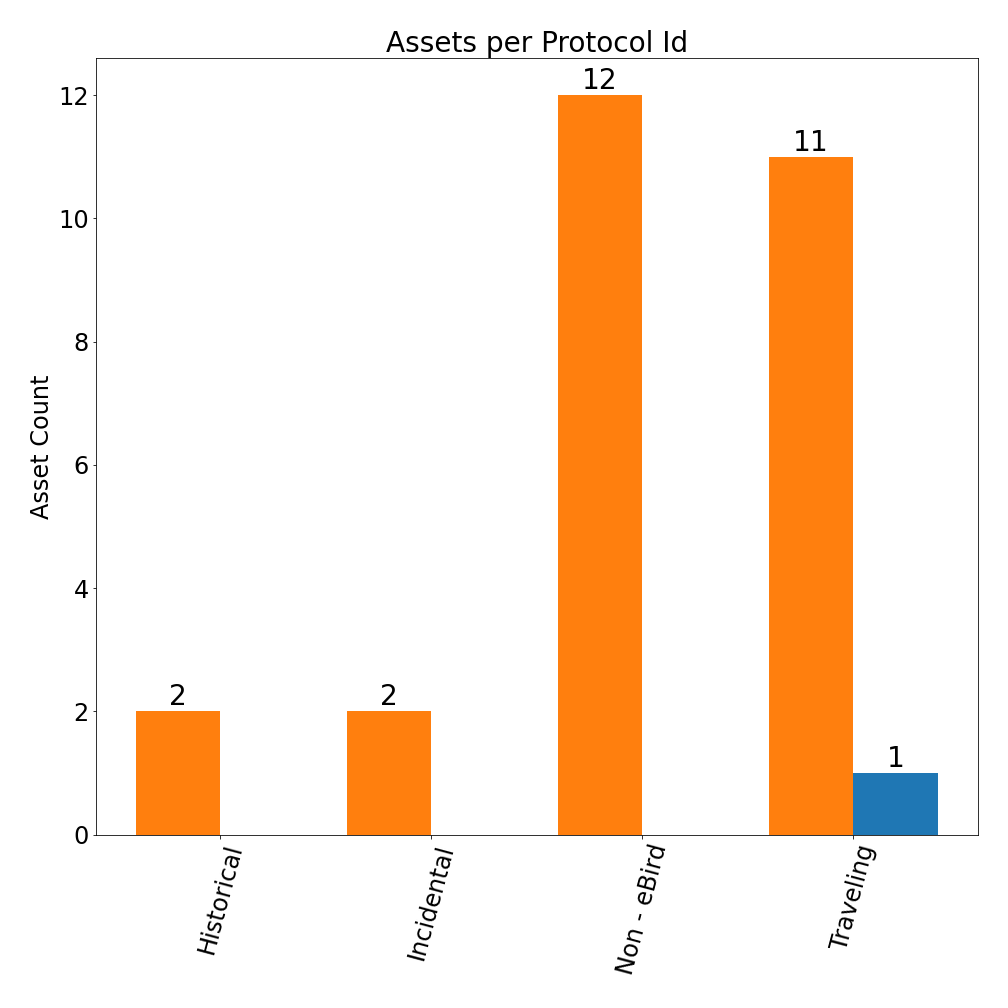 Assets per Protocol Id
12
11
2
2
1
Asset Count
12
10
8
6
4
2
0
Historical
Incidental
Non - eBird
Traveling